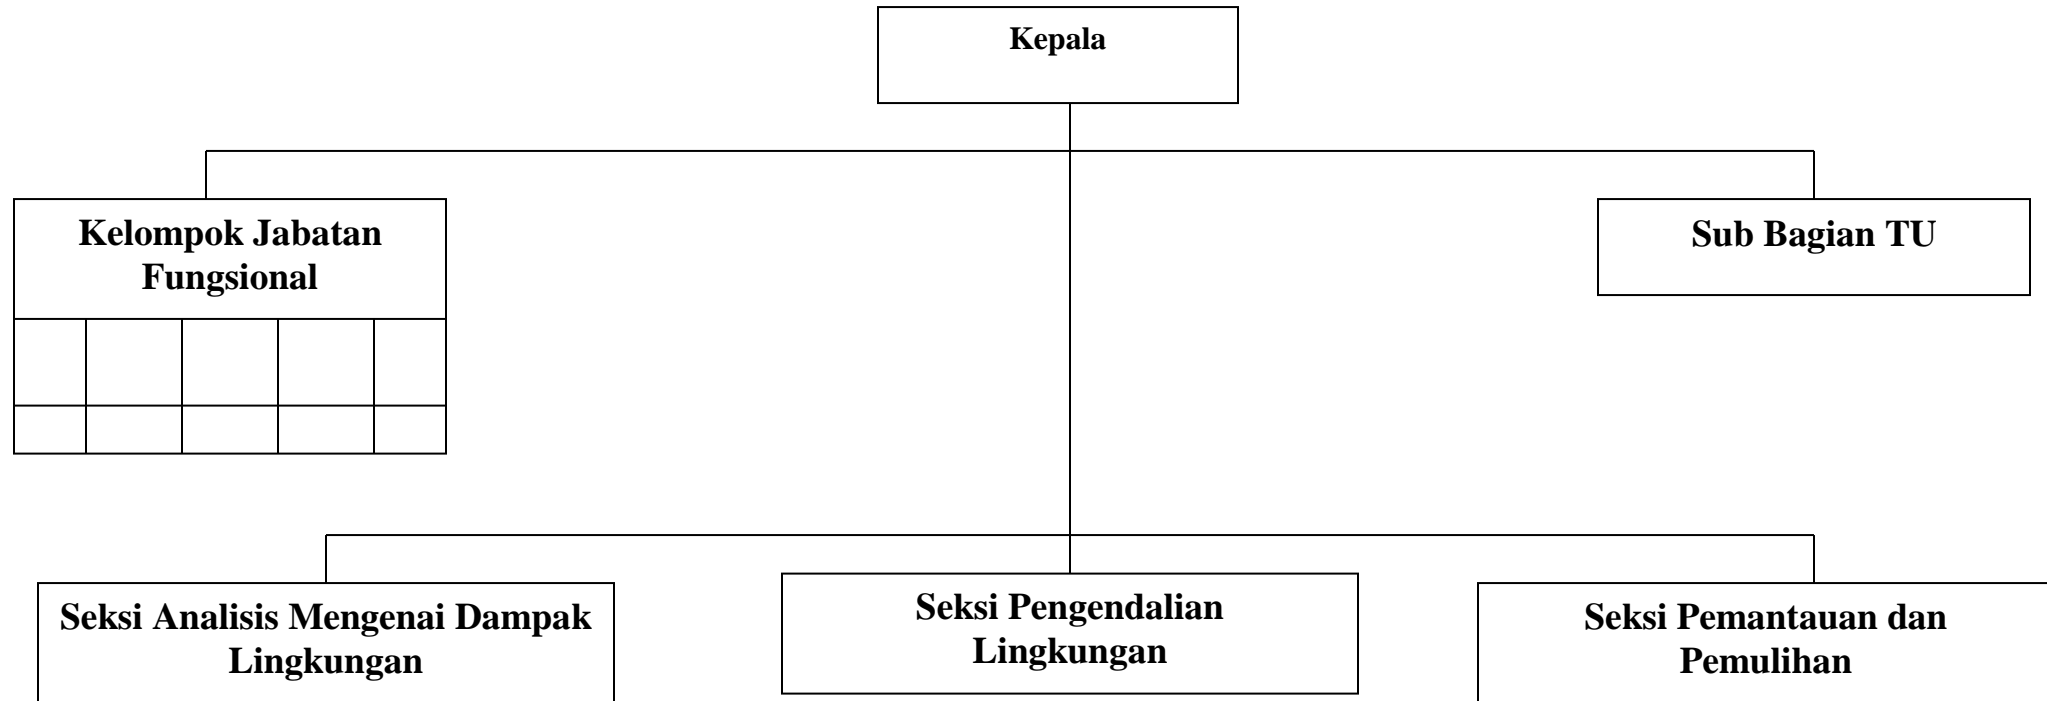 Kepala
Kelompok Jabatan
Fungsional
Sub Bagian TU
Seksi Analisis Mengenai Dampak
Lingkungan
Seksi Pengendalian
Lingkungan
Seksi Pemantauan dan
Pemulihan